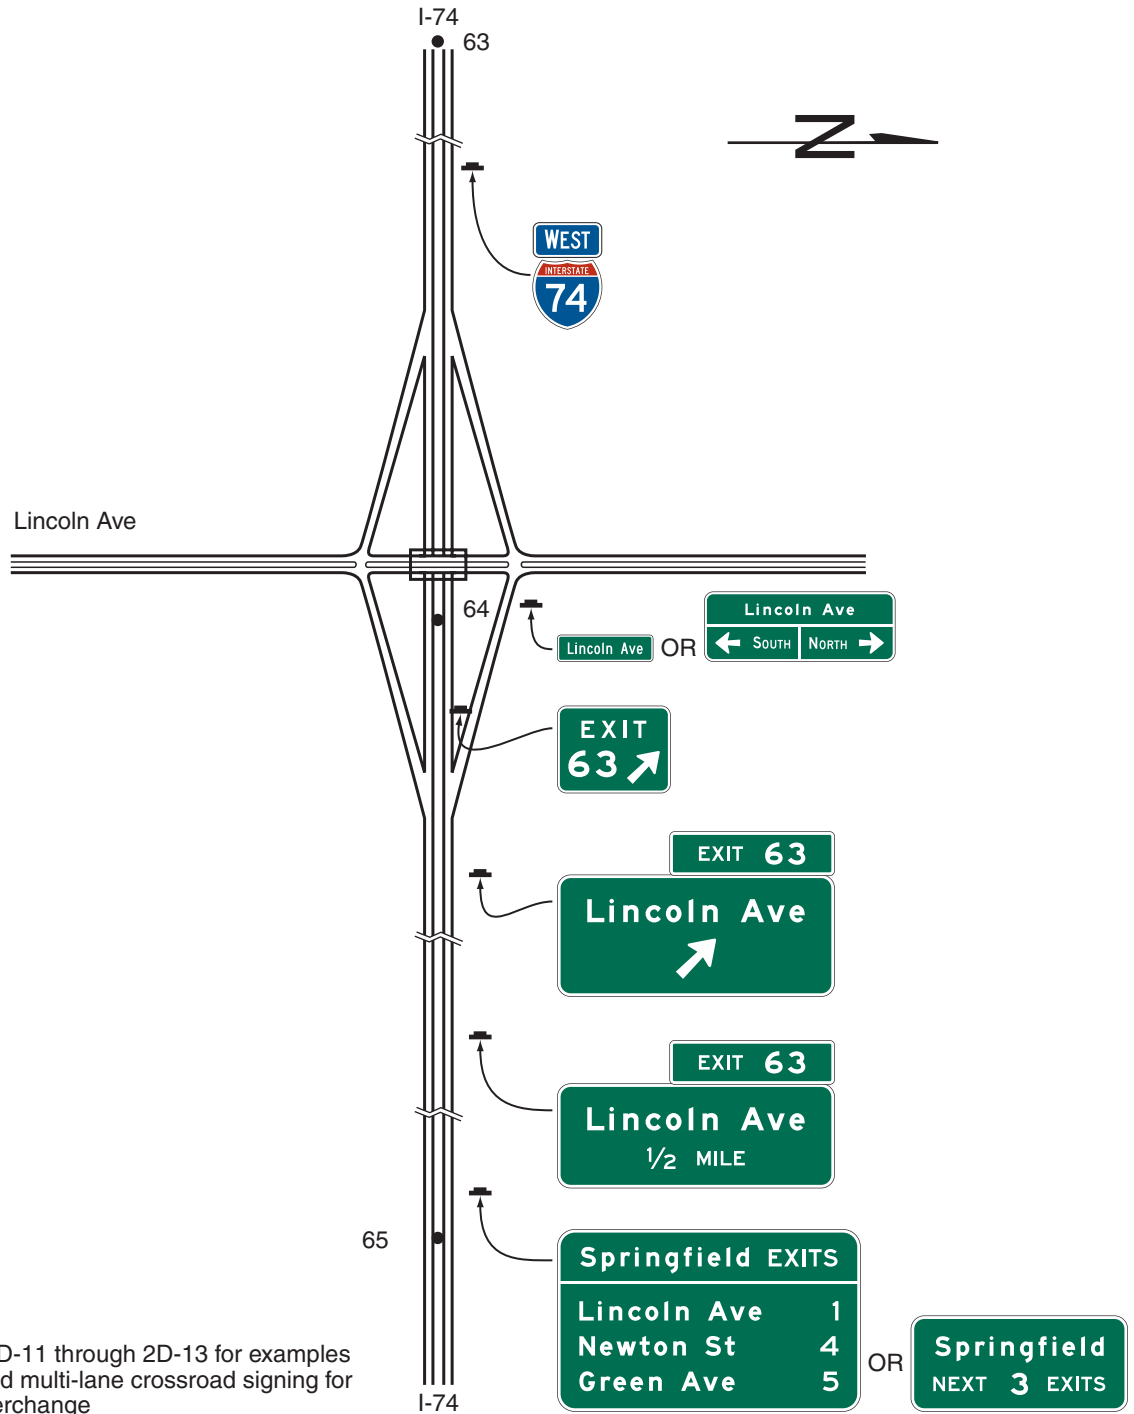 I-74
63
N
WEST
INTERSTATE
74
Lincoln Ave
64
Lincoln Ave
OR
Lincoln Ave
SOUTH NORTH
EXIT
63
EXIT 63
Lincoln Ave
EXIT 63
Lincoln Ave
1/2 MILE
65
Springfield EXITS
Lincoln Ave 1
Newton St 4
Green Ave 5
OR
Springfield
NEXT 3 EXITS
D-11 through 2D-13 for examples
d multi-lane crossroad signing for
erchange
I-74